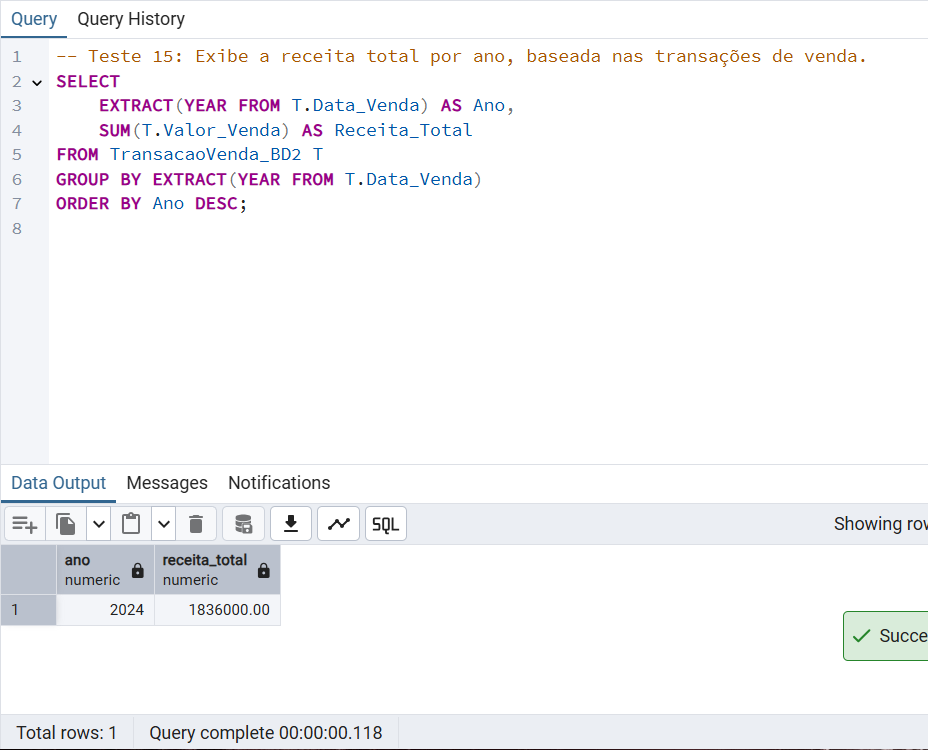 Query Query History
1 -- Teste 15: Exibe a receita total por ano, baseada nas transações de venda.
2 SELECT
3 EXTRACT(YEAR FROM T.Data_Venda) AS Ano,
4 SUM(T.Valor_Venda) AS Receita_Total
5 FROM TransacaoVenda_BD2 T
6 GROUP BY EXTRACT(YEAR FROM T.Data_Venda)
7 ORDER BY Ano DESC;
8
Data Output Messages Notifications
SQL Showing row
ano receita_total
numeric numeric
1 2024 1836000.00
Succe
Total rows: 1 Query complete 00:00:00.118